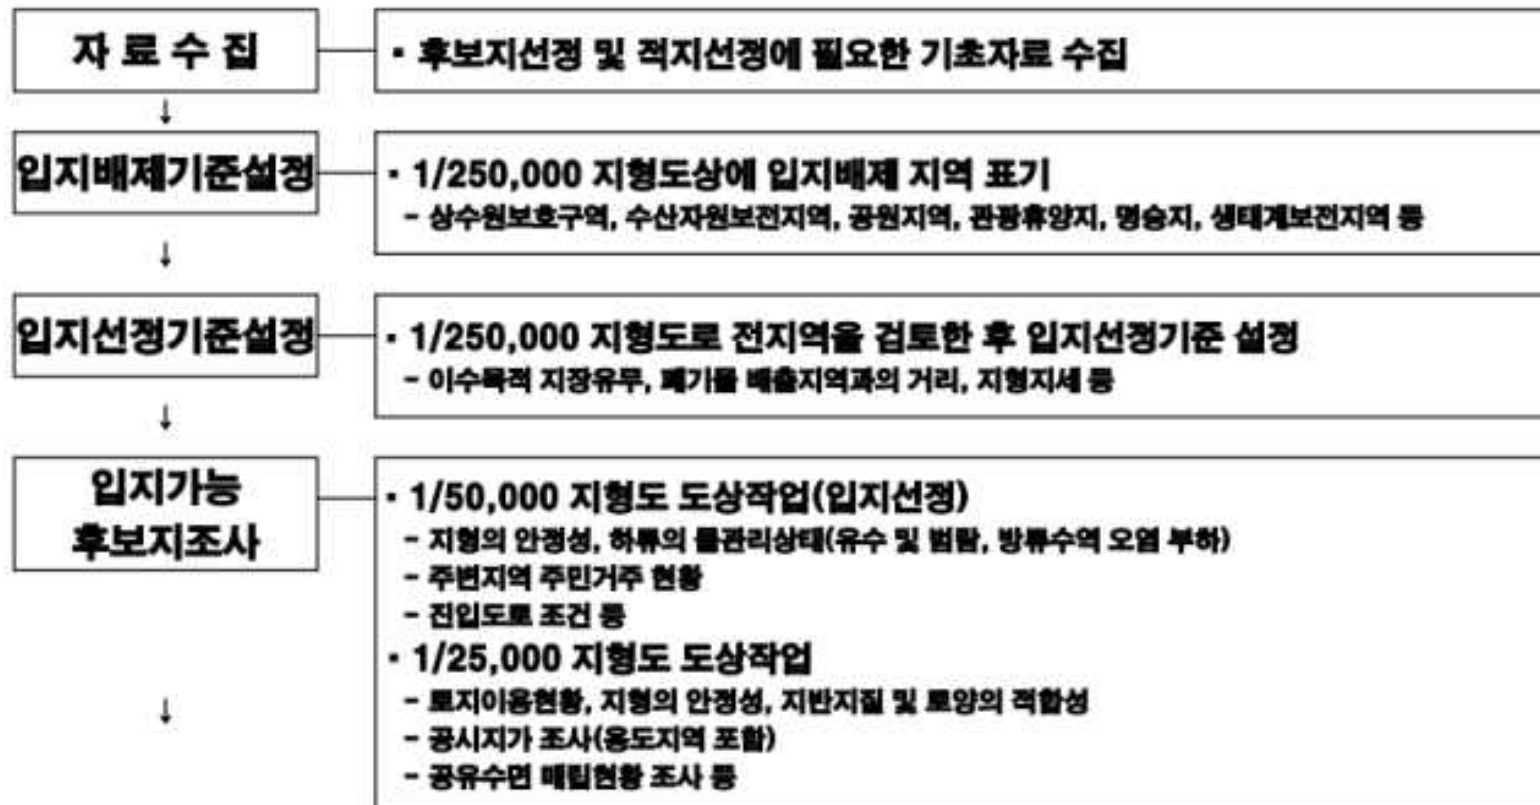 자 료 수 집
▪ 후보지선정 및 적지선정에 필요한 기초자료 수집
↓
입지배제기준설정
▪ 1/250,000 지형도상에 입지배제 지역 표기
- 상수원보호구역, 수산자원보전지역, 공원지역, 관광휴양지, 명승지, 생태계보전지역 등
↓
입지선정기준설정
▪ 1/250,000 지형도로 전지역을 검토한 후 입지선정기준 설정
- 이수목적 지장유무, 폐기물 배출지역과의 거리, 지형지세 등
↓
입지가능
후보지조사
▪ 1/50,000 지형도 도상작업(입지선정)
- 지형의 안정성, 하류의 물관리상태(유수 및 범람, 방류수역 오염 부하)
- 주변지역 주민거주 현황
- 진입도로 조건 등
▪ 1/25,000 지형도 도상작업
- 토지이용현황, 지형의 안정성, 지반지질 및 토양의 적합성
- 공시지가 조사(용도지역 포함)
- 공유수면 매립현황 조사 등
↓